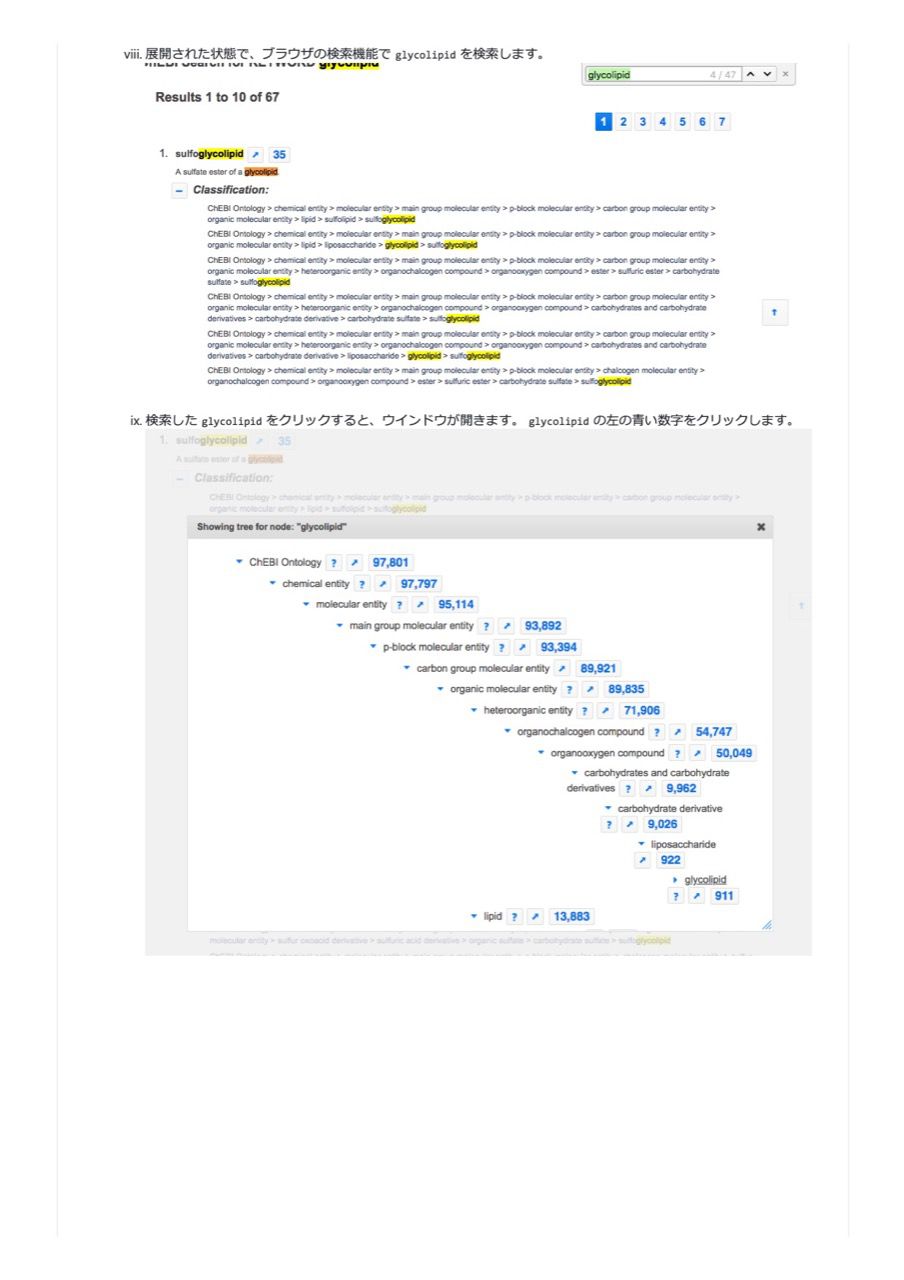 viii. 展開された状態で、ブラウザの検索機能で glycolipid を検索します。
glycolipid 4 / 47
Results 1 to 10 of 67
1 2 3 4 5 6 7
1. sulfoglycolipid 35
A sulfate ester of a glycolipid.
Classification:
ChEBI Ontology > chemical entity > molecular entity > main group molecular entity > p-block molecular entity > carbon group molecular entity >
organic molecular entity > lipid > sulfolipid > sulfoglycolipid
ChEBI Ontology > chemical entity > molecular entity > main group molecular entity > p-block molecular entity > carbon group molecular entity >
organic molecular entity > lipid > liposaccharide > glycolipid > sulfoglycolipid
ChEBI Ontology > chemical entity > molecular entity > main group molecular entity > p-block molecular entity > carbon group molecular entity >
organic molecular entity > heteroorganic entity > organochalcogen compound > organooxygen compound > ester > sulfuric ester > carbohydrate
sulfate > sulfoglycolipid
ChEBI Ontology > chemical entity > molecular entity > main group molecular entity > p-block molecular entity > carbon group molecular entity >
organic molecular entity > heteroorganic entity > organochalcogen compound > organooxygen compound > carbohydrates and carbohydrate
derivatives > carbohydrate derivative > carbohydrate sulfate > sulfoglycolipid
ChEBI Ontology > chemical entity > molecular entity > main group molecular entity > p-block molecular entity > carbon group molecular entity >
organic molecular entity > heteroorganic entity > organochalcogen compound > organooxygen compound > carbohydrates and carbohydrate
derivatives > carbohydrate derivative > liposaccharide > glycolipid > sulfoglycolipid
ChEBI Ontology > chemical entity > molecular entity > main group molecular entity > p-block molecular entity > chalcogen molecular entity >
organochalcogen compound > organooxygen compound > ester > sulfuric ester > carbohydrate sulfate > sulfoglycolipid
ix. 検索した glycolipid をクリックすると、ウインドウが開きます。 glycolipid の左の青い数字をクリックします。
1. sulfoglycolipid 35
A sulfate ester of a glycolipid.
Classification:
ChEBI Ontology > chemical entity > molecular entity > main group molecular entity > p-block molecular entity > carbon group molecular entity >
organic molecular entity > lipid > sulfolipid > sulfoglycolipid
Showing tree for node: "glycolipid"
ChEBI Ontology ? 97,801
chemical entity ? 97,797
molecular entity ? 95,114
main group molecular entity ? 93,892
p-block molecular entity ? 93,394
carbon group molecular entity 89,921
organic molecular entity ? 89,835
heteroorganic entity ? 71,906
organochalcogen compound ? 54,747
organooxygen compound ? 50,049
carbohydrates and carbohydrate
derivatives ? 9,962
carbohydrate derivative
? 9,026
liposaccharide
922
glycolipid
? 911
lipid ? 13,883
molecular entity > sulfur oxoacid derivative > sulfuric acid derivative > organic sulfate > carbohydrate sulfate > sulfoglycolipid